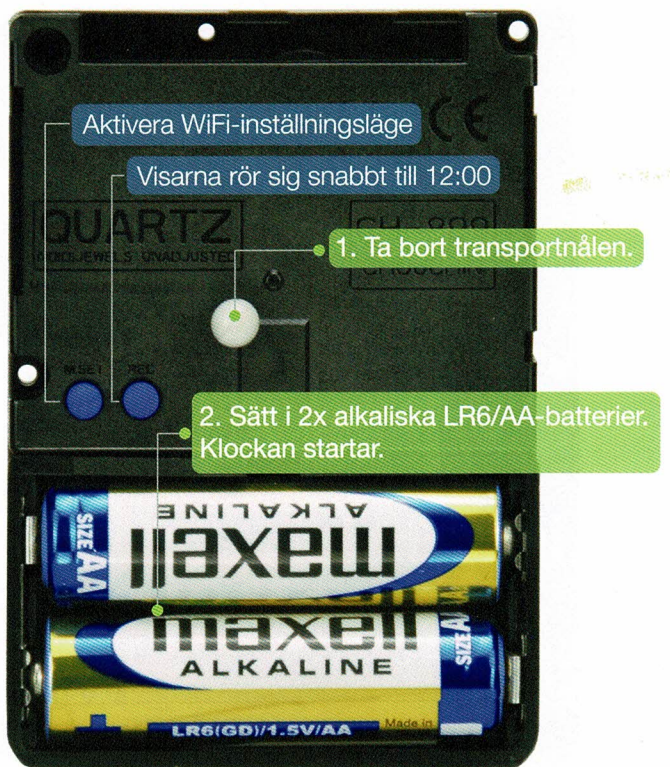 Aktivera WiFi-inställningsläge
CE
Visarna rör sig snabbt till 12:00
QUARTZ
UNADJUSTED
1. Ta bort transportnålen.
M.SET
REC
2. Sätt i 2x alkaliska LR6/AA-batterier.
Klockan startar.
maxell
ALKALINE
SIZE AA
maxell
ALKALINE
SIZE AA
LR6(GD)/1.5V/AA
Made in